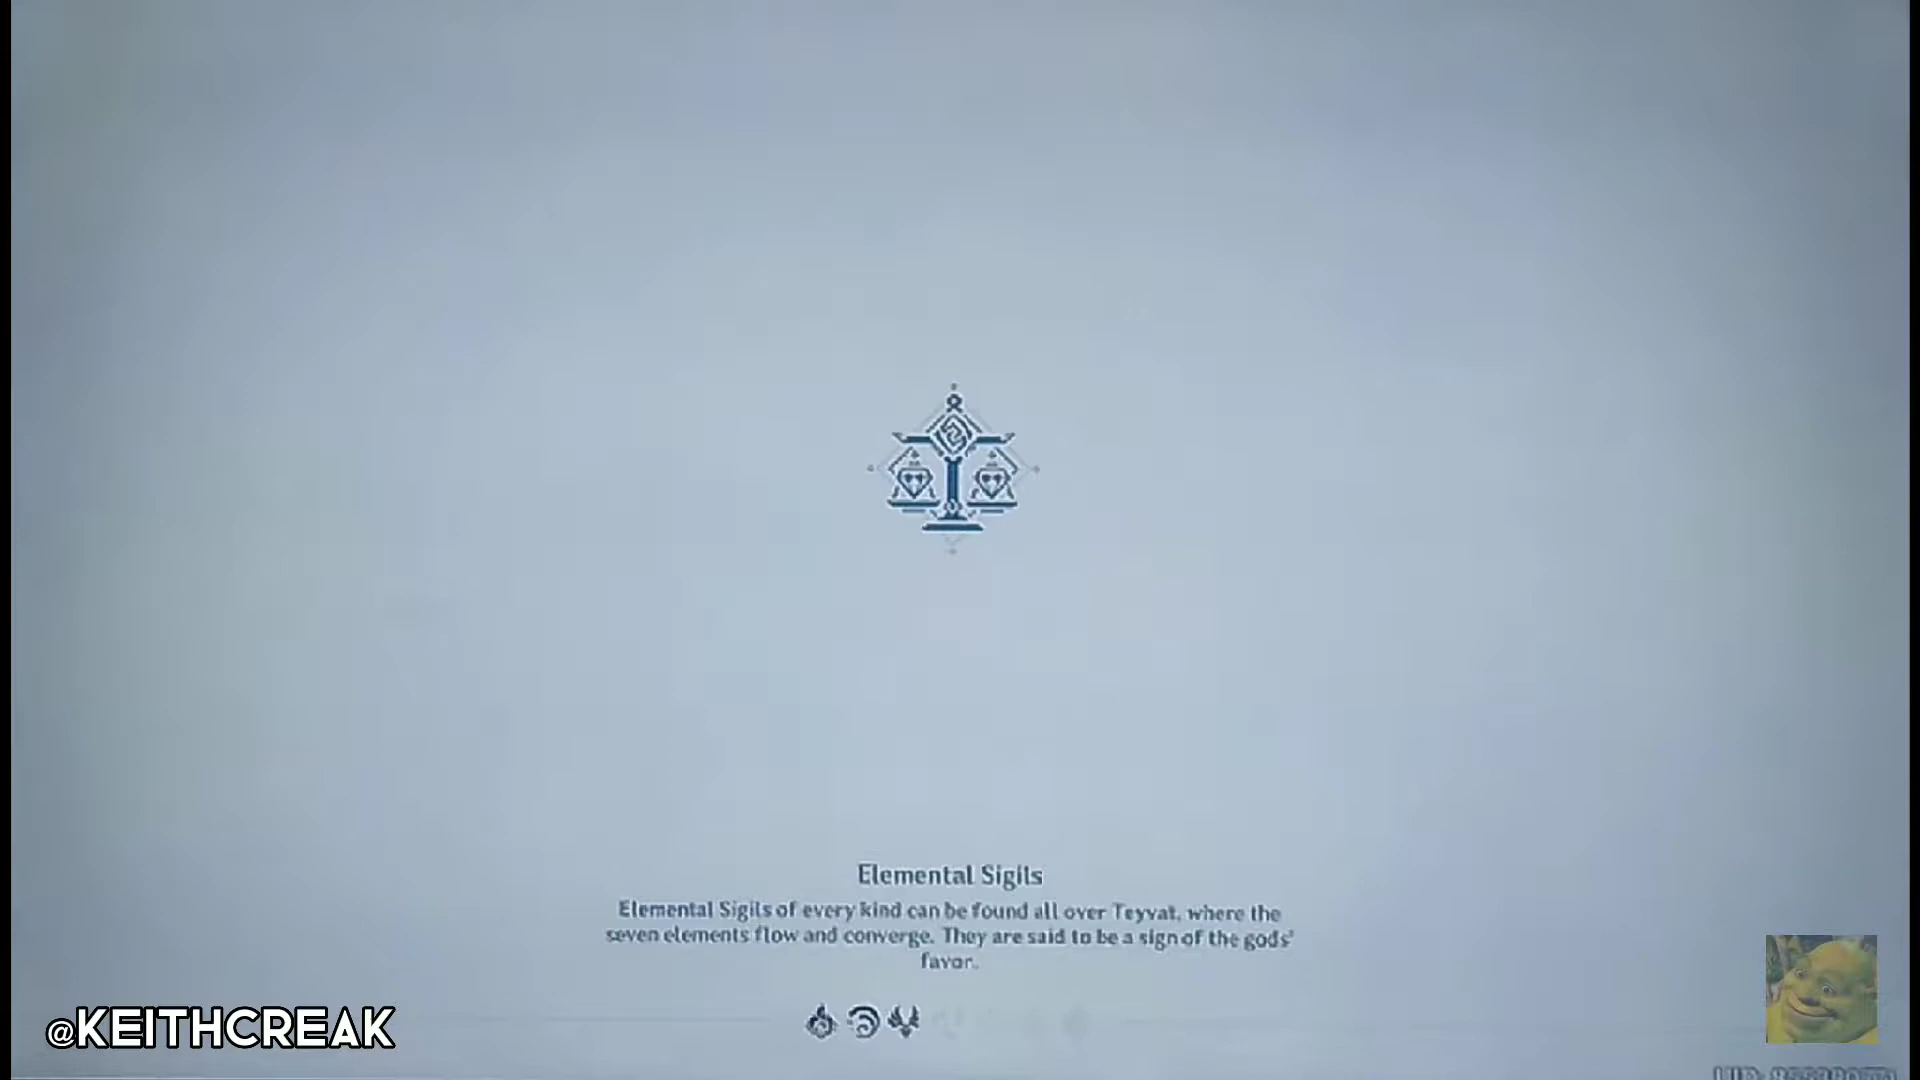 Elemental Sigils
Elemental Sigils of every kind can be found all over Teyvat, where the
seven elements flow and converge. They are said to be a sign of the gods'
favor.
@KEITHCREAK
UID: